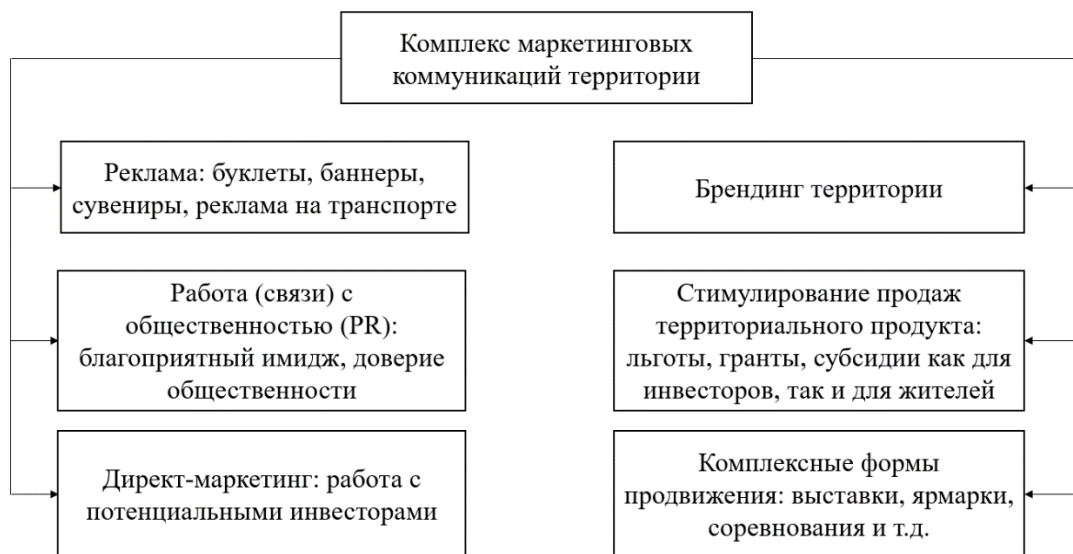 Комплекс маркетинговых
коммуникаций территории
Реклама: буклеты, баннеры,
сувениры, реклама на транспорте
Брендинг территории
Работа (связи) с
общественностью (PR):
благоприятный имидж, доверие
общественности
Стимулирование продаж
территориального продукта:
льготы, гранты, субсидии как для
инвесторов, так и для жителей
Директ-маркетинг: работа с
потенциальными инвесторами
Комплексные формы
продвижения: выставки, ярмарки,
соревнования и т.д.